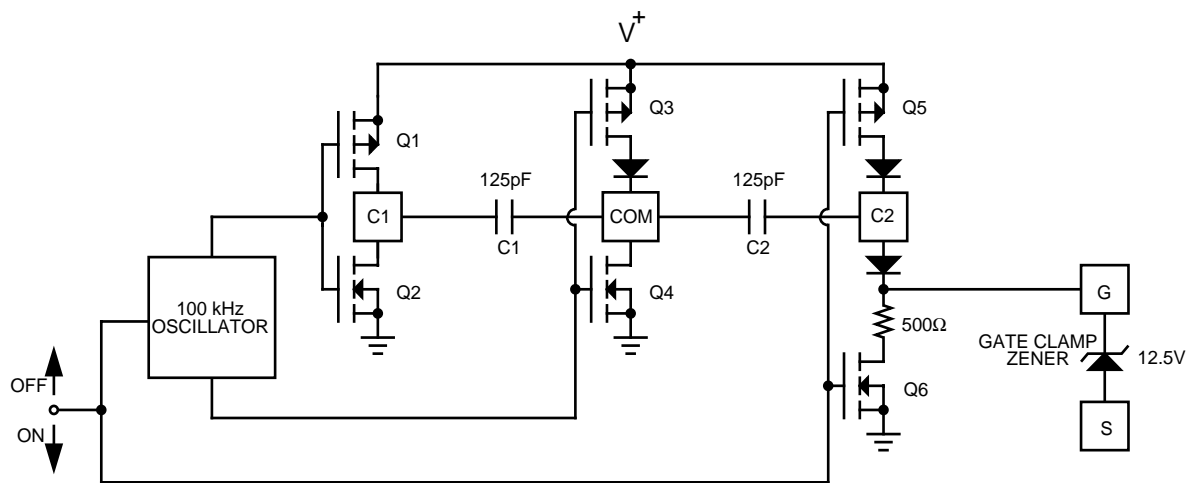 V+
Q3
Q5
Q1
125pF
125pF
C1
COM
C2
C1
C2
Q2
Q4
G
100 kHz
OSCILLATOR
500Ω
GATE CLAMP
ZENER
12.5V
OFF
Q6
ON
S